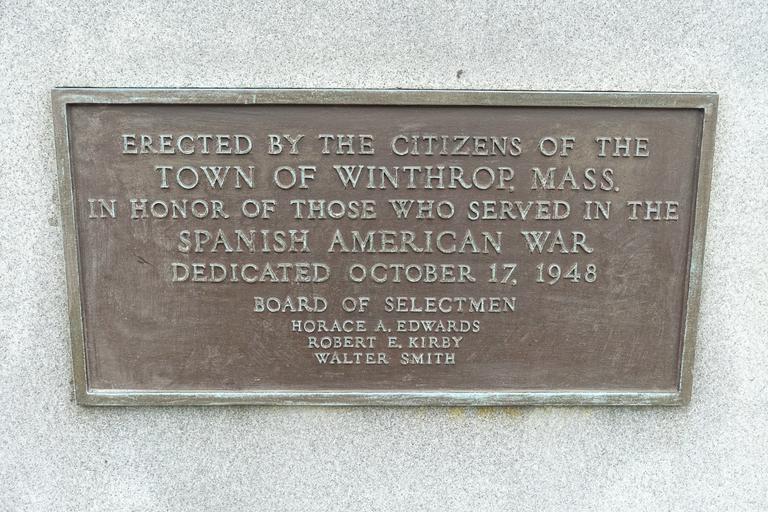 ERECTED BY THE CITIZENS OF THE
TOWN OF WINTHROP, MASS.
IN HONOR OF THOSE WHO SERVED IN THE
SPANISH AMERICAN WAR
DEDICATED OCTOBER 17, 1948
BOARD OF SELECTMEN
HORACE A. EDWARDS
ROBERT E. KIRBY
WALTER SMITH